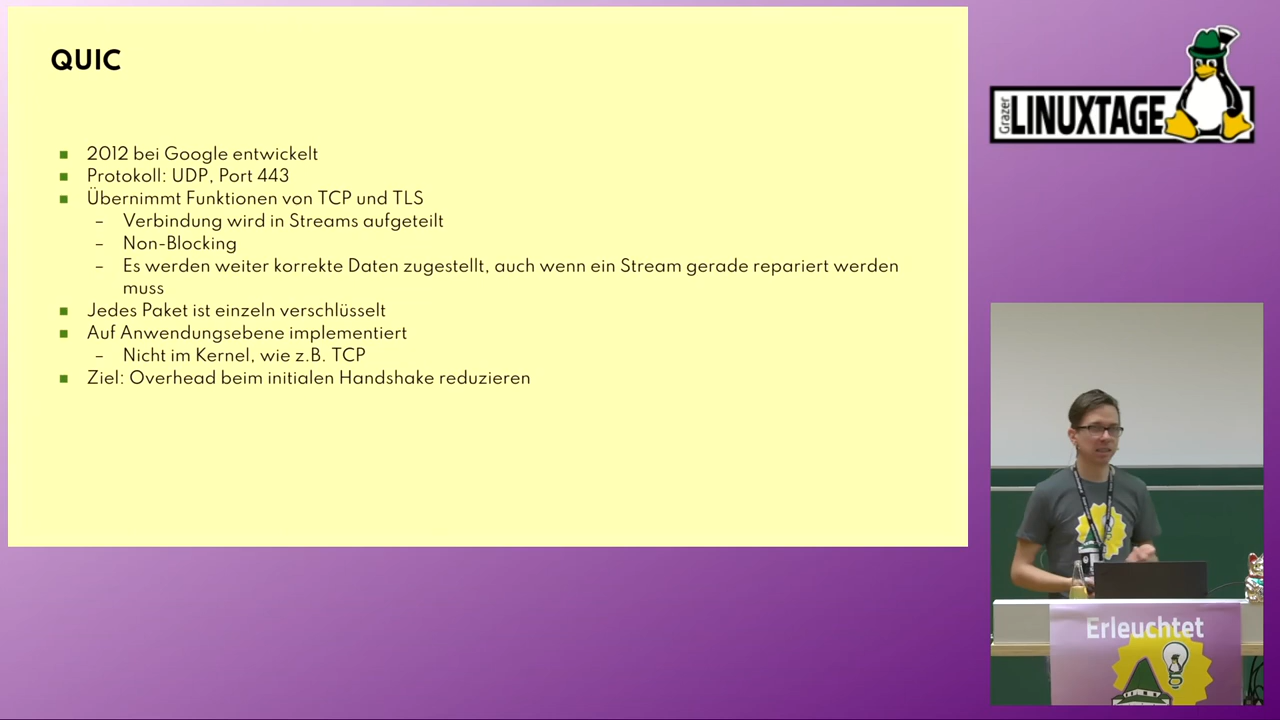 QUIC
2012 bei Google entwickelt
Protokoll: UDP, Port 443
Übernimmt Funktionen von TCP und TLS
– Verbindung wird in Streams aufgeteilt
– Non-Blocking
– Es werden weiter korrekte Daten zugestellt, auch wenn ein Stream gerade repariert werden
muss
Jedes Paket ist einzeln verschlüsselt
Auf Anwendungsebene implementiert
– Nicht im Kernel, wie z.B. TCP
Ziel: Overhead beim initialen Handshake reduzieren
Grazer
LINUXTAGE
Erleuchtet